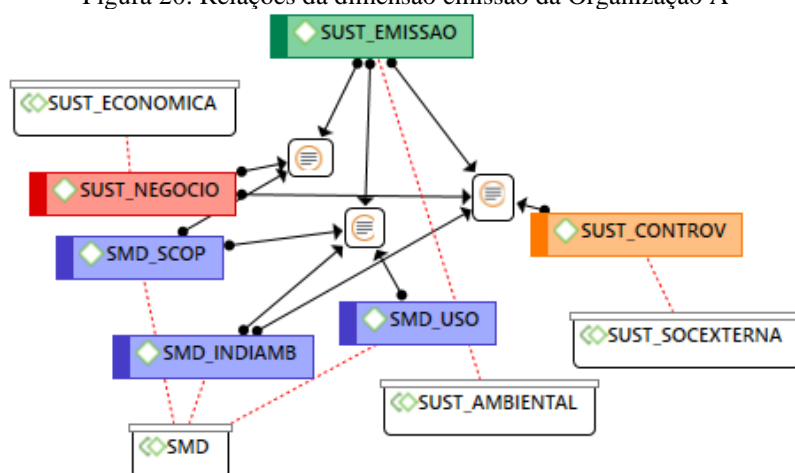 Figura 20: Relações da dimensão emissão da Organização A
SUST_EMISSAO
SUST_ECONOMICA
SUST_NEGOCIO
SUST_CONTROV
SMD_SCOP
SMD_USO
SUST_SOCEXTERNA
SMD_INDIAMB
SUST_AMBIENTAL
SMD